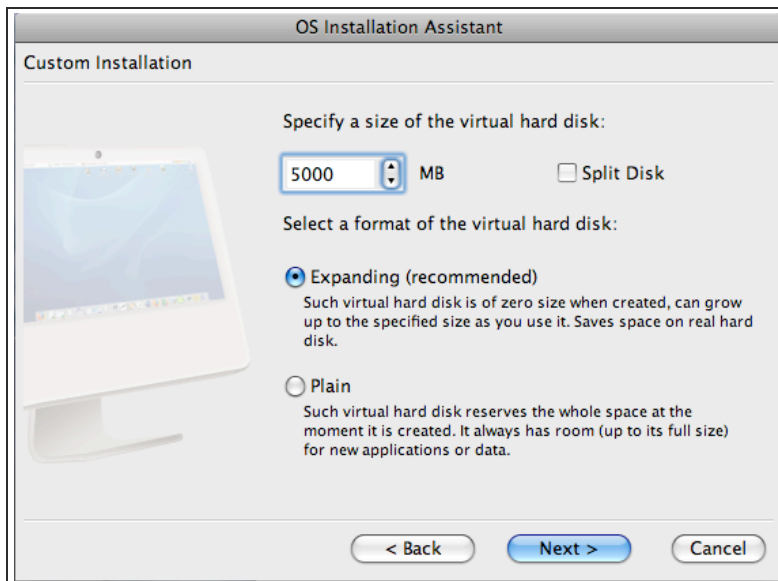 OS Installation Assistant
Custom Installation
Specify a size of the virtual hard disk:
5000 MB Split Disk
Select a format of the virtual hard disk:
Expanding (recommended)
Such virtual hard disk is of zero size when created, can grow
up to the specified size as you use it. Saves space on real hard
disk.
Plain
Such virtual hard disk reserves the whole space at the
moment it is created. It always has room (up to its full size)
for new applications or data.
< Back Next > Cancel